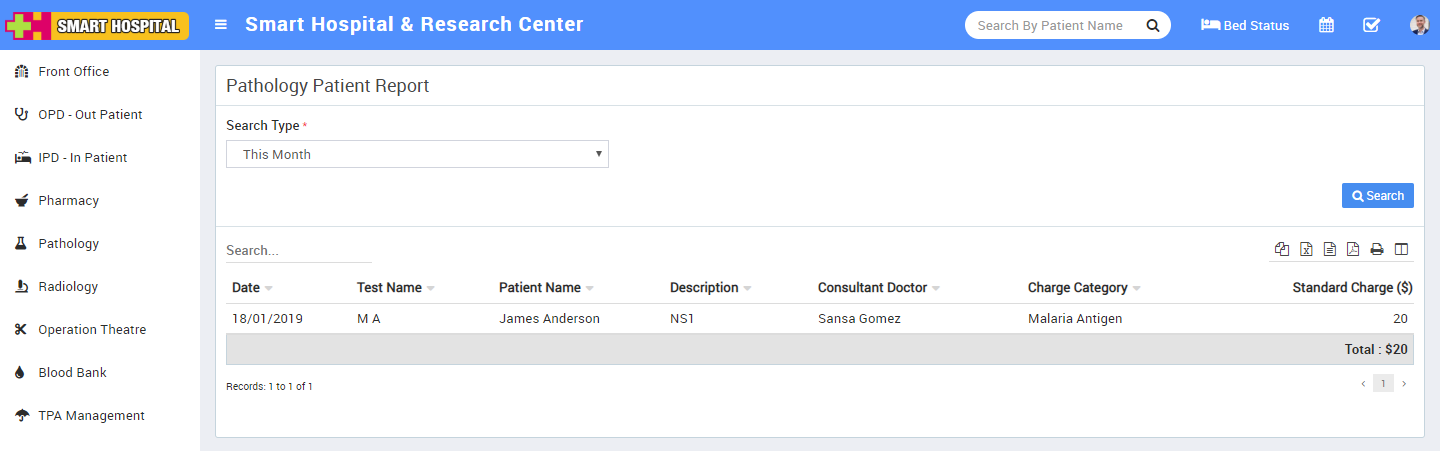 SMART HOSPITAL
Smart Hospital & Research Center
Search By Patient Name
Bed Status
Front Office
OPD - Out Patient
IPD - In Patient
Pharmacy
Pathology
Radiology
Operation Theatre
Blood Bank
TPA Management
Pathology Patient Report
Search Type *
This Month
Search
Search...
Date Test Name Patient Name Description Consultant Doctor Charge Category Standard Charge ($)
18/01/2019 M A James Anderson NS1 Sansa Gomez Malaria Antigen 20
Total : $20
Records: 1 to 1 of 1
‹ 1 ›